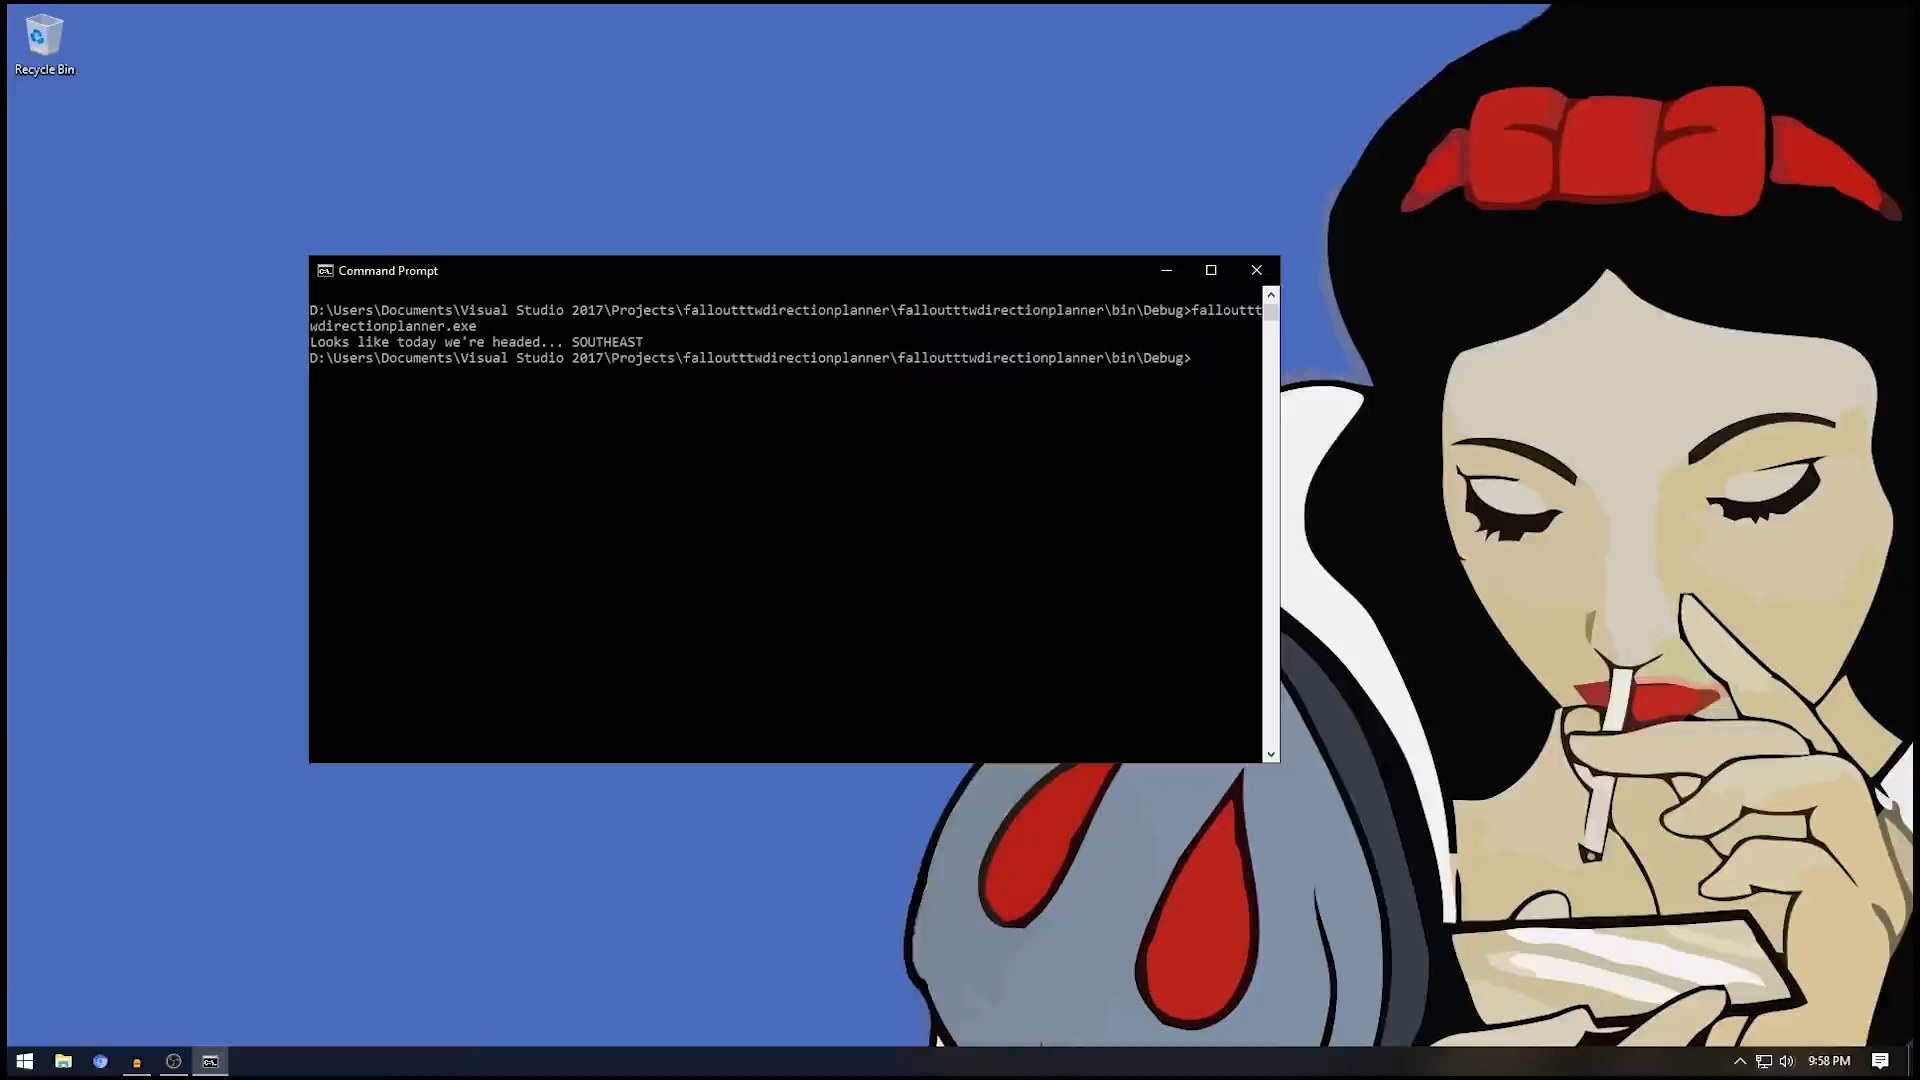 Recycle Bin
Command Prompt
D:\Users\Documents\Visual Studio 2017\Projects\falloutttwdirectionplanner\falloutttwdirectionplanner\bin\Debug>fallouttt
wdirectionplanner.exe
Looks like today we're headed... SOUTHEAST
D:\Users\Documents\Visual Studio 2017\Projects\falloutttwdirectionplanner\falloutttwdirectionplanner\bin\Debug>
9:58 PM